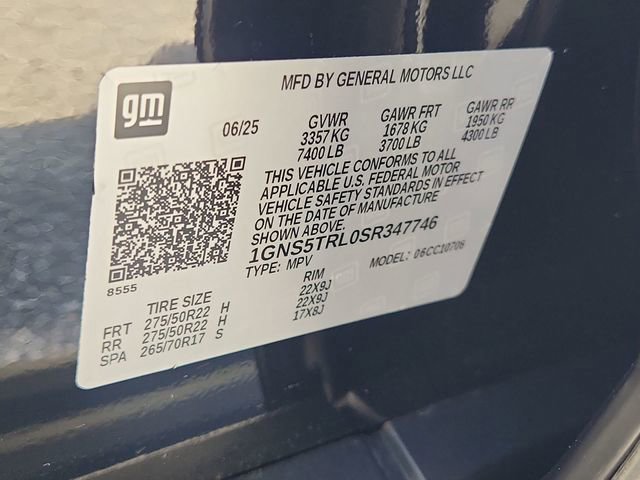 gm
MFD BY GENERAL MOTORS LLC
06/25
GVWR GAWR FRT GAWR RR
3357 KG 1678 KG 1950 KG
7400 LB 3700 LB 4300 LB
THIS VEHICLE CONFORMS TO ALL
APPLICABLE U.S. FEDERAL MOTOR
VEHICLE SAFETY STANDARDS IN EFFECT
ON THE DATE OF MANUFACTURE
SHOWN ABOVE.
1GNS5TRL0SR347746
TYPE: MPV MODEL: 06CC10706
8555
TIRE SIZE RIM
FRT 275/50R22 H 22X9J
RR 275/50R22 H 22X9J
SPA 265/70R17 S 17X8J